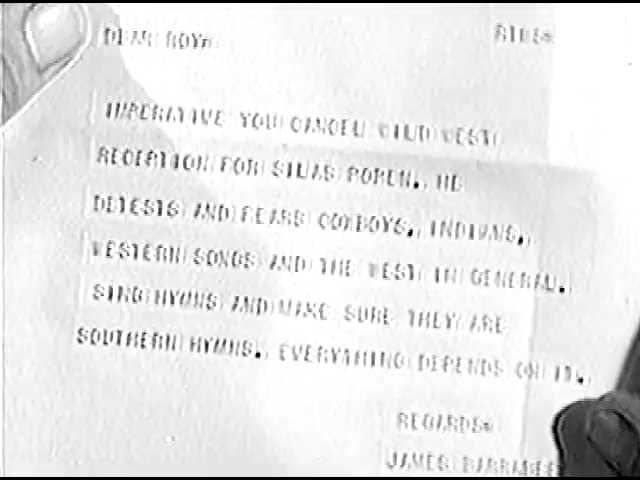 DEAR ROY=
IMPERATIVE YOU CANCEL WILD WEST
RECEPTION FOR SILAS POPEN., HE
DETESTS AND FEARS COWBOYS., INDIANS.,
WESTERN SONGS AND THE WEST IN GENERAL.,
SING HYMNS AND MAKE SURE THEY ARE
SOUTHERN HYMNS., EVERYTHING DEPENDS ON IT.,
REGARDS=
JAMES